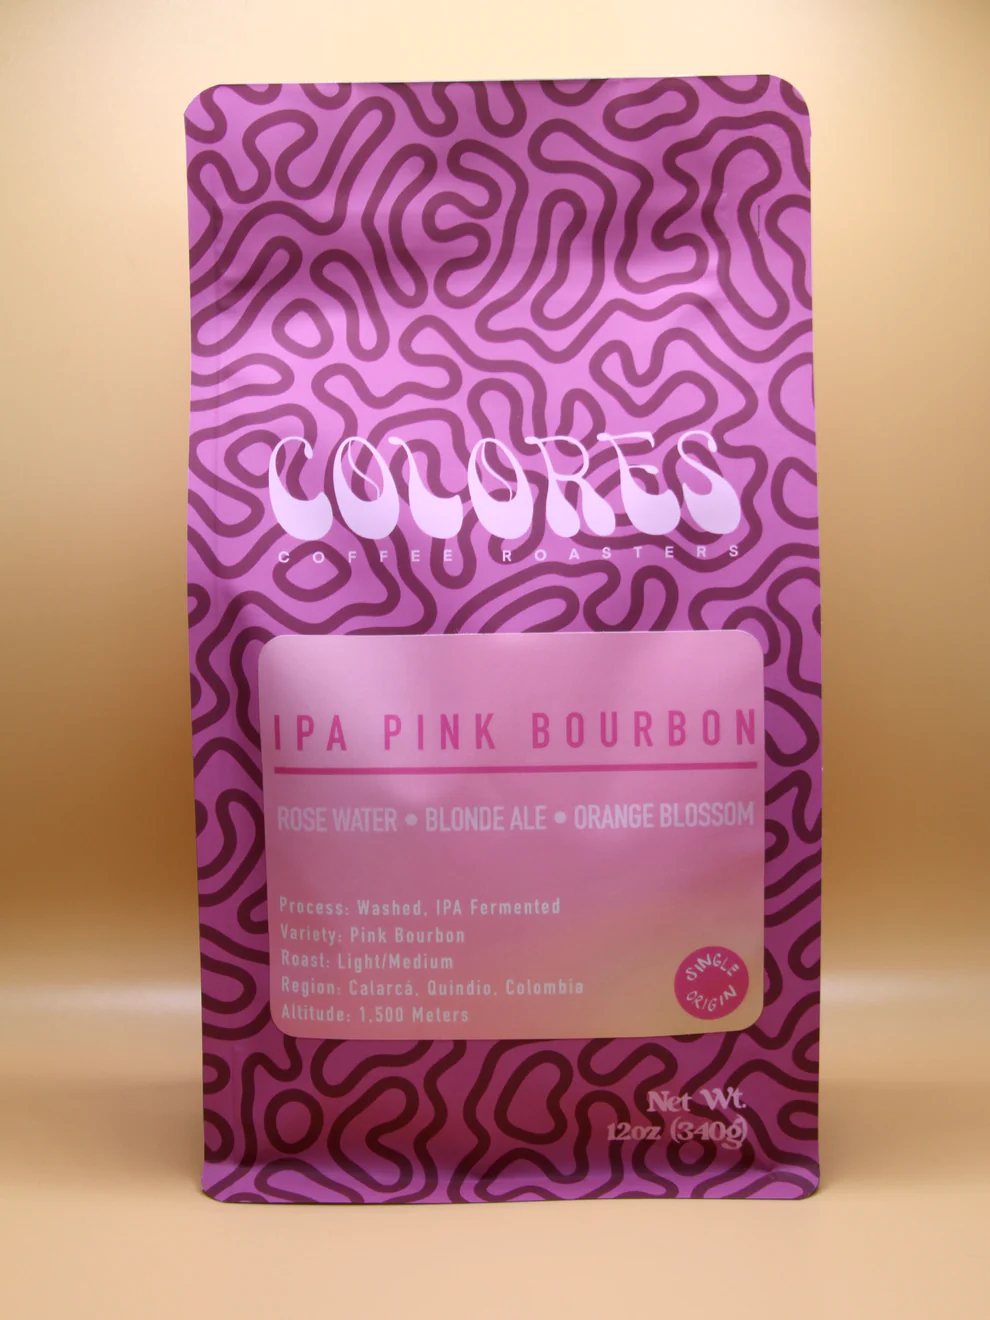 COLORES
COFFEE ROASTERS
IPA PINK BOURBON
ROSE WATER • BLONDE ALE • ORANGE BLOSSOM
Process: Washed, IPA Fermented
Variety: Pink Bourbon
Roast: Light/Medium
Region: Calarcá, Quindio, Colombia
Altitude: 1,500 Meters
SINGLE
ORIGIN
Net Wt.
12oz (340g)